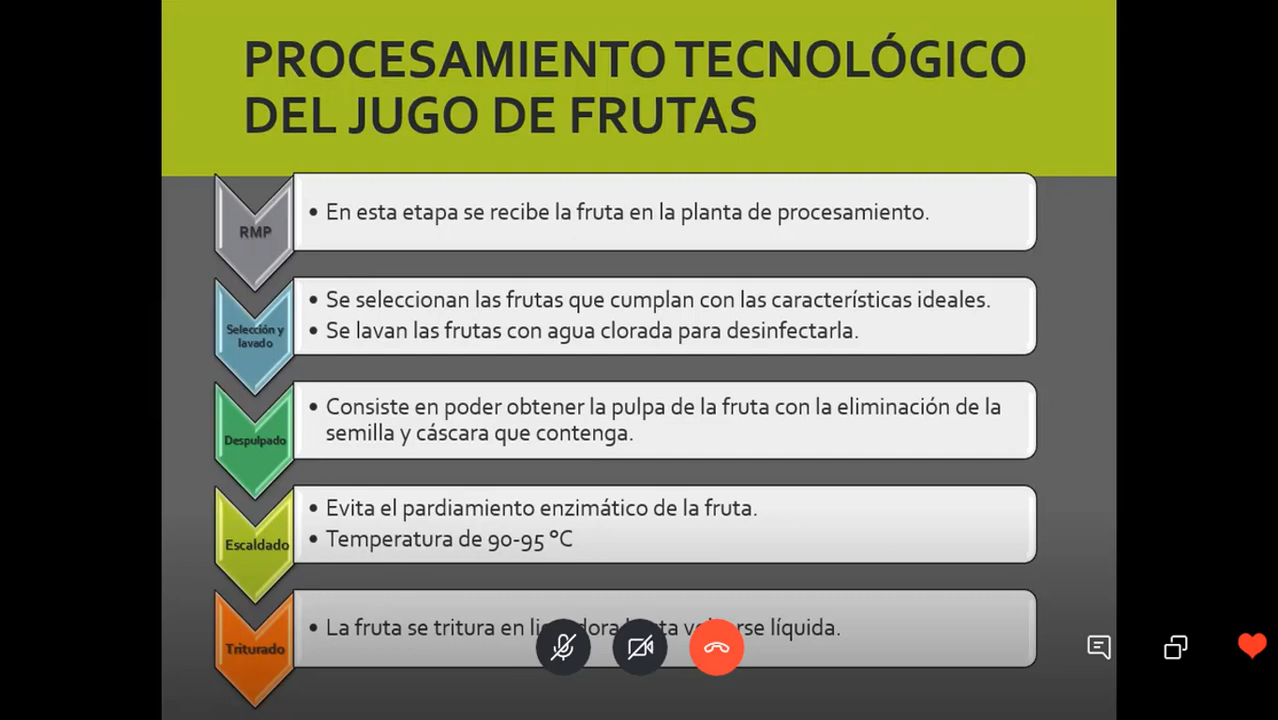 PROCESAMIENTO TECNOLÓGICO
DEL JUGO DE FRUTAS
RMP
• En esta etapa se recibe la fruta en la planta de procesamiento.
Selección y
lavado
• Se seleccionan las frutas que cumplan con las características ideales.
• Se lavan las frutas con agua clorada para desinfectarla.
Despulpado
• Consiste en poder obtener la pulpa de la fruta con la eliminación de la
semilla y cáscara que contenga.
Escaldado
• Evita el pardiamiento enzimático de la fruta.
• Temperatura de 90-95 °C
Triturado
• La fruta se tritura en líquida.